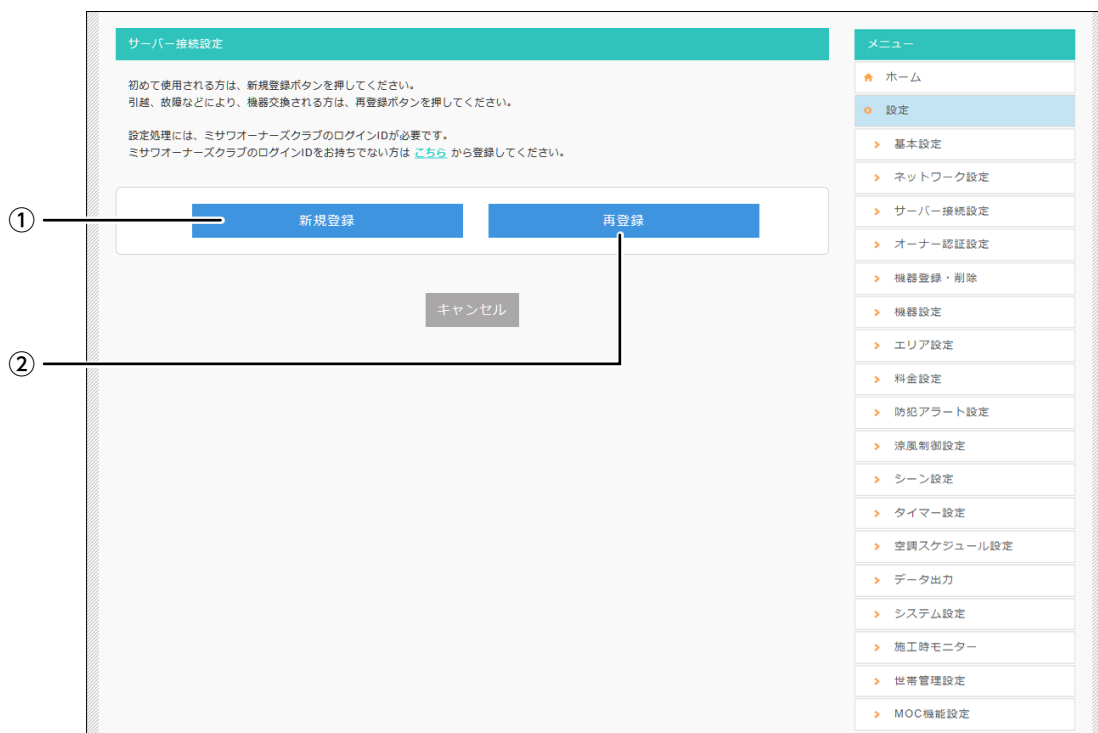 サーバー接続設定
初めて使用される方は、新規登録ボタンを押してください。
引越、故障などにより、機器交換される方は、再登録ボタンを押してください。
設定処理には、ミサワオーナーズクラブのログインIDが必要です。
ミサワオーナーズクラブのログインIDをお持ちでない方は こちら から登録してください。
① 新規登録 再登録
キャンセル
②
メニュー
ホーム
設定
基本設定
ネットワーク設定
サーバー接続設定
オーナー認証設定
機器登録・削除
機器設定
エリア設定
料金設定
防犯アラート設定
涼風制御設定
シーン設定
タイマー設定
空調スケジュール設定
データ出力
システム設定
施工時モニター
世帯管理設定
MOC機能設定